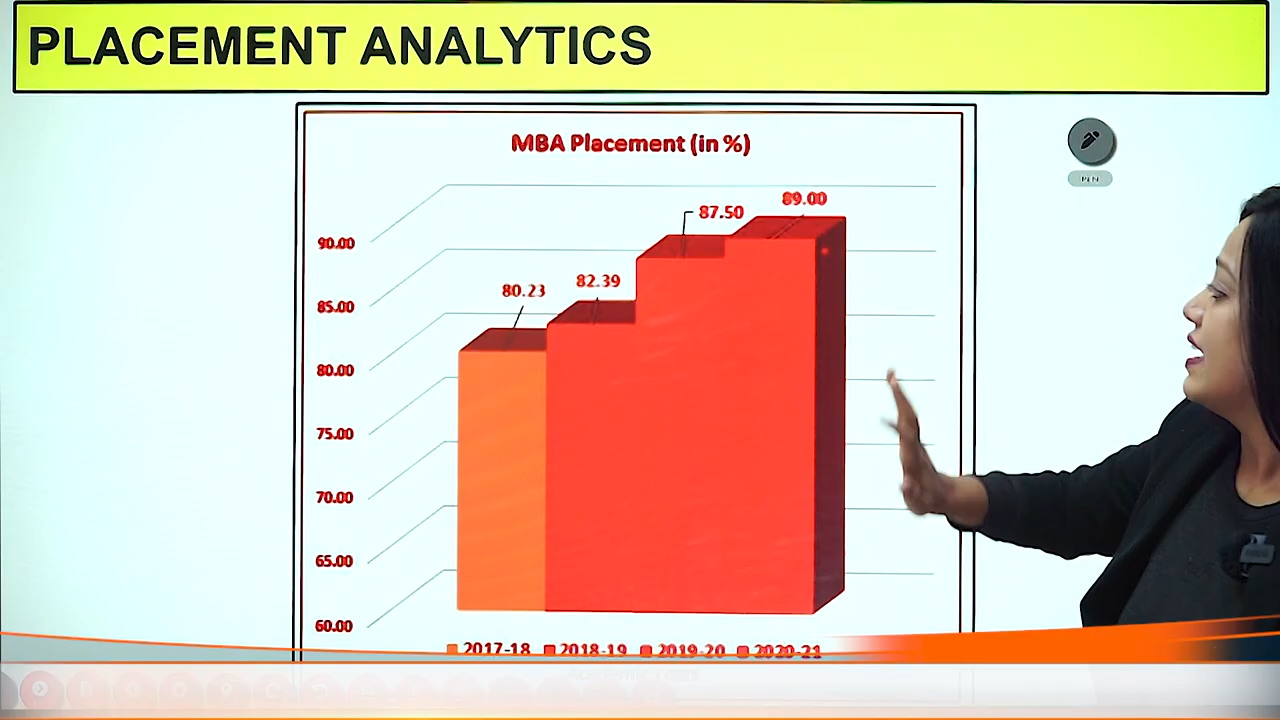 PLACEMENT ANALYTICS
MBA Placement (in %)
PEN
89.00
87.50
90.00
82.39
80.23
85.00
80.00
75.00
70.00
65.00
60.00
2017-18 2018-19 2019-20 2020-21